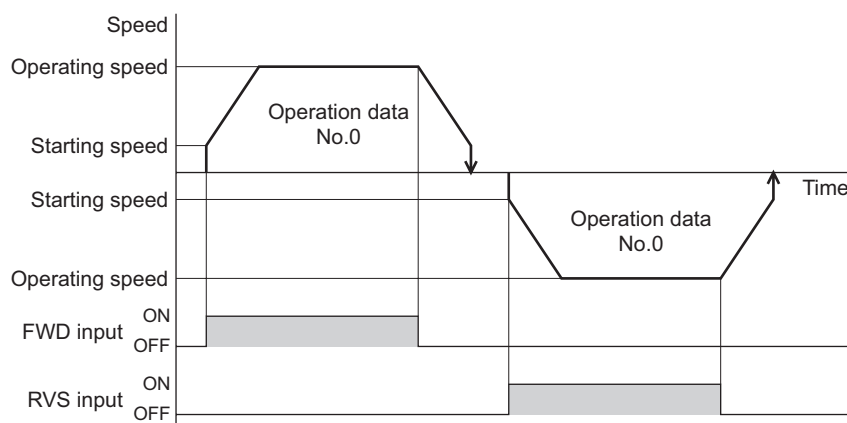 Speed
Operating speed
Operation data
No.0
Starting speed
Time
Starting speed
Operation data
No.0
Operating speed
ON
FWD input
OFF
ON
RVS input
OFF